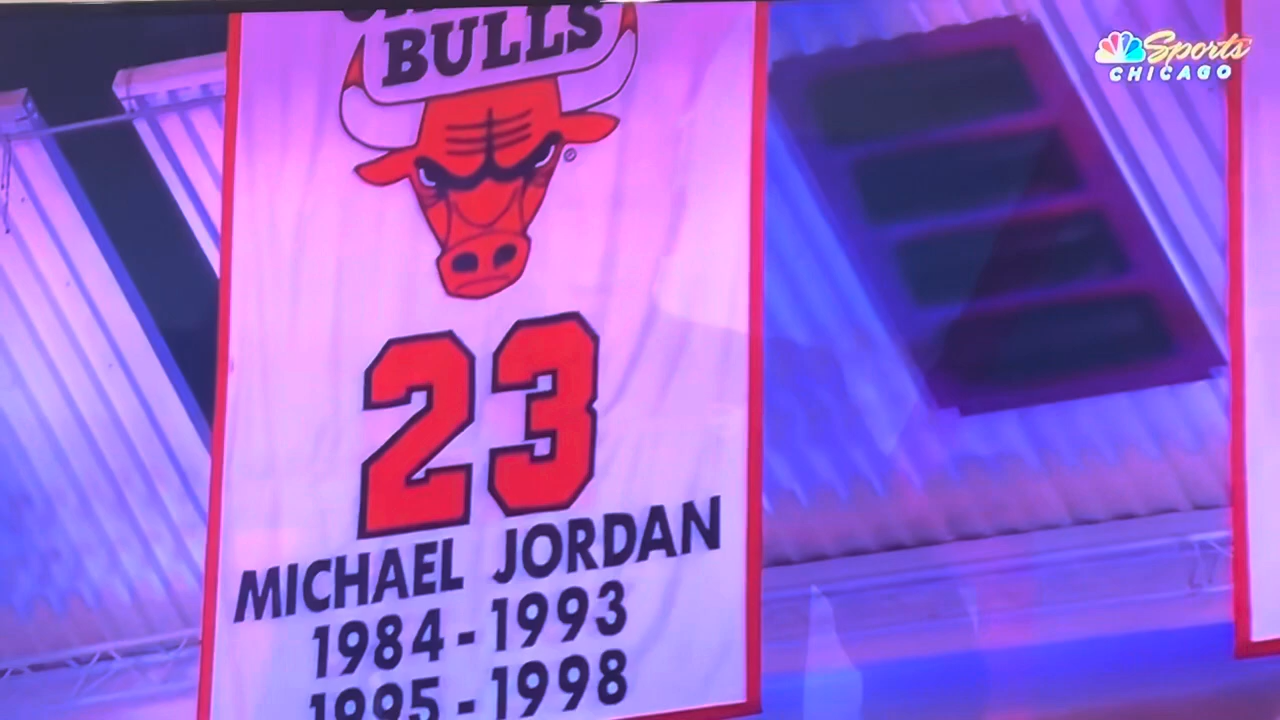 BULLS
Sports
CHICAGO
23
MICHAEL JORDAN
1984-1993
1995-1998